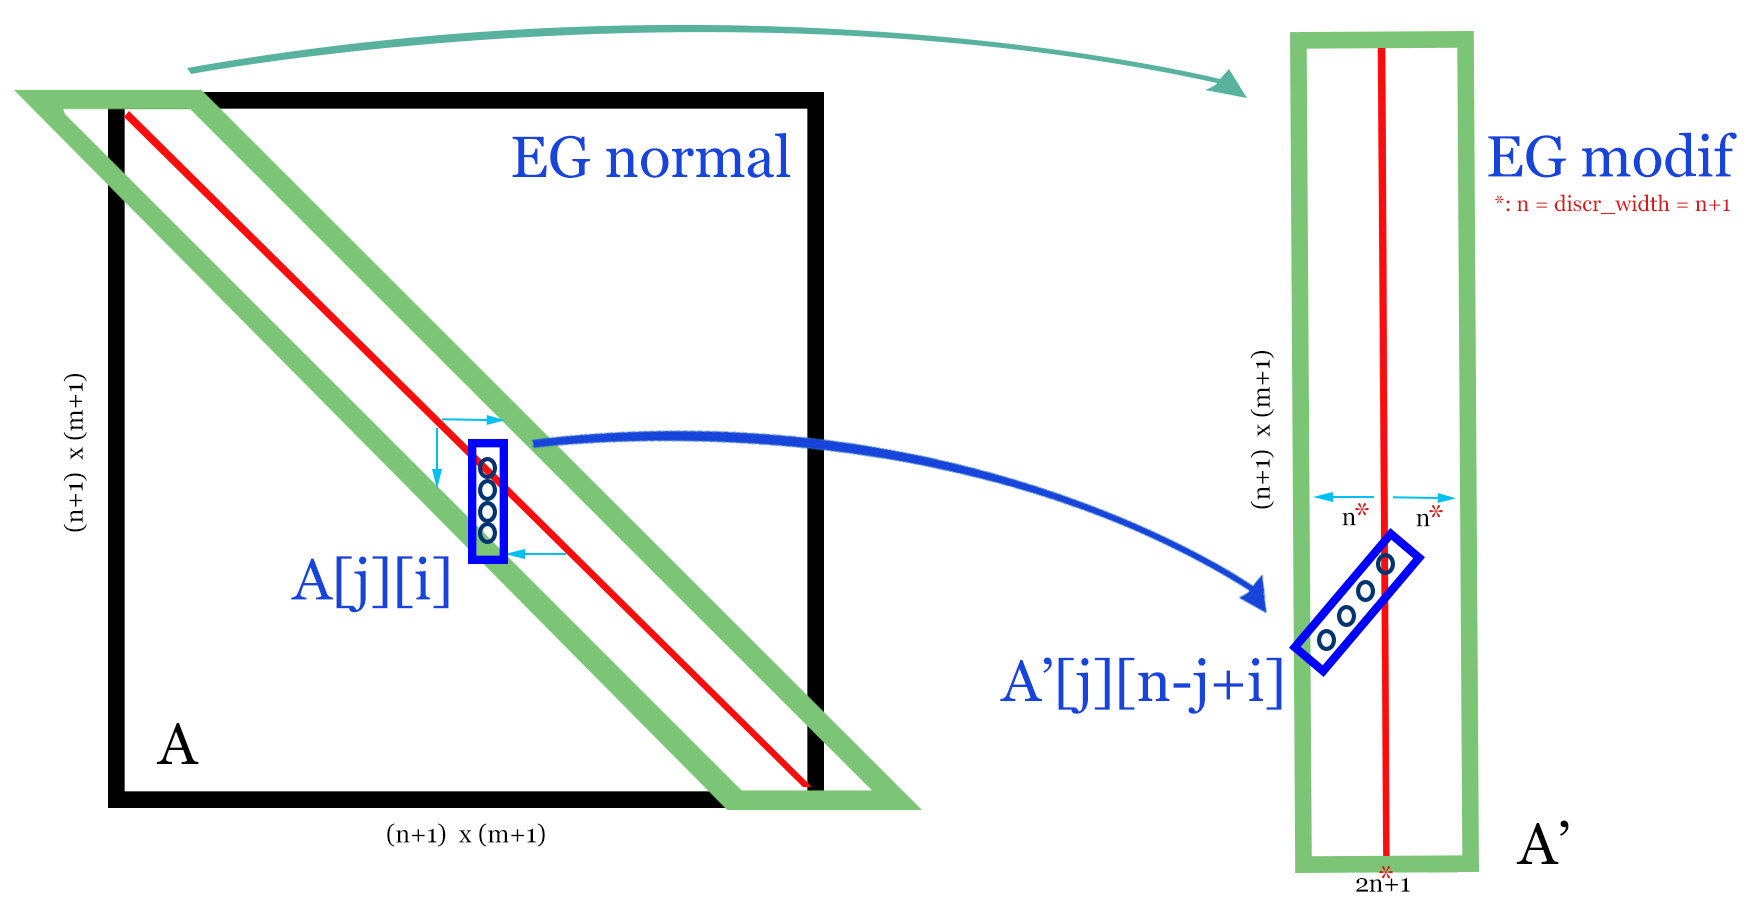 EG normal
EG modif
*: n = discr_width = n+1
(n+1) x (m+1)
(n+1) x (m+1)
n*
n*
A[j][i]
A’[j][n-j+i]
A
(n+1) x (m+1)
A’
*
2n+1